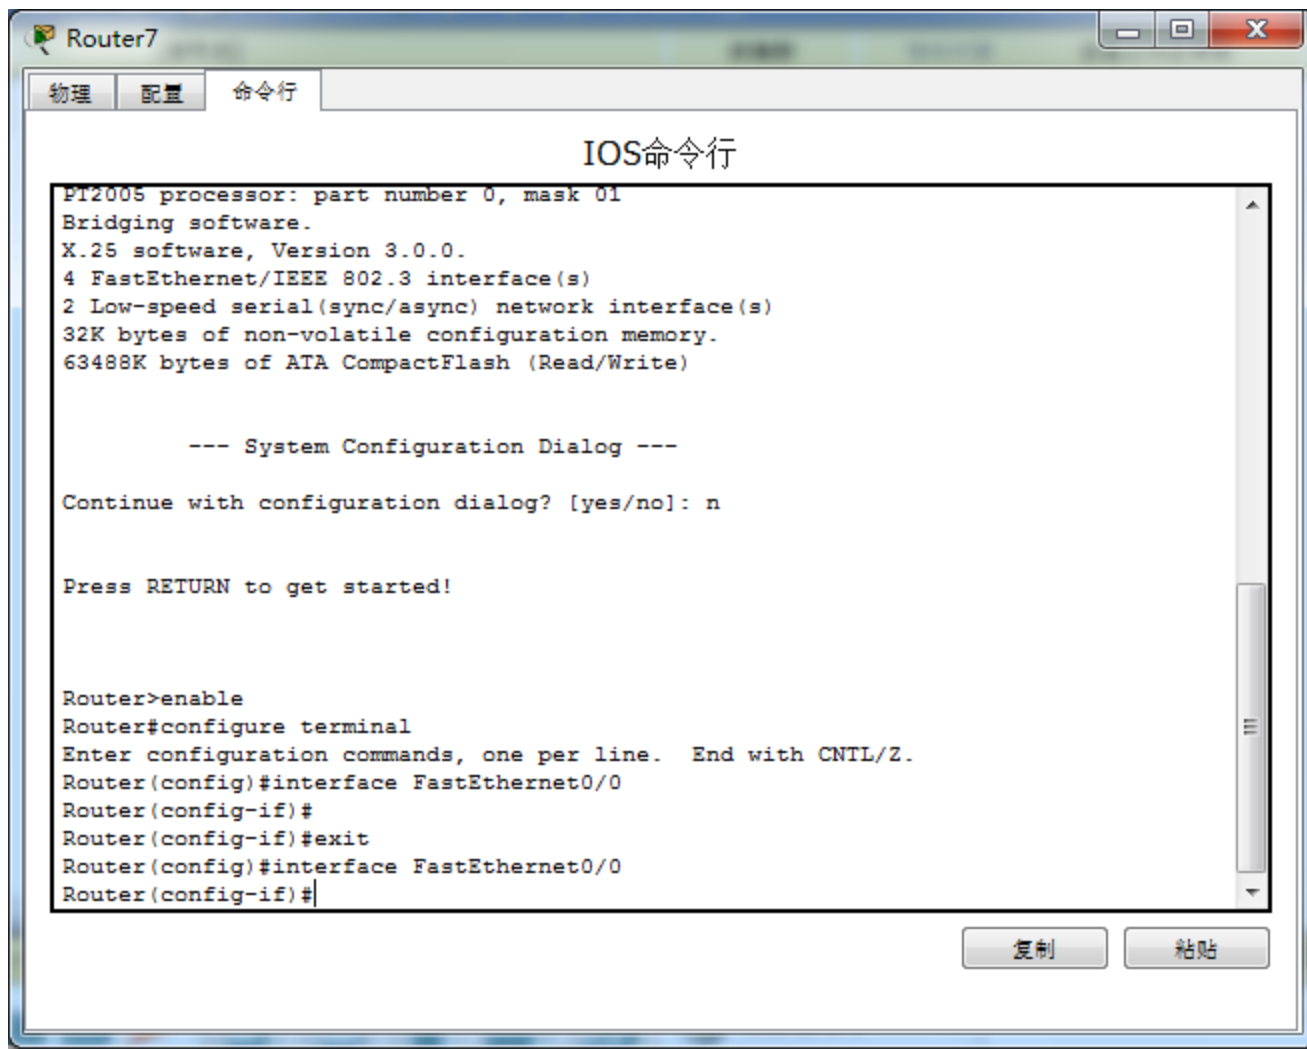 Router7
物理 配置 命令行
IOS命令行
PT2005 processor: part number 0, mask 01
Bridging software.
X.25 software, Version 3.0.0.
4 FastEthernet/IEEE 802.3 interface(s)
2 Low-speed serial(sync/async) network interface(s)
32K bytes of non-volatile configuration memory.
63488K bytes of ATA CompactFlash (Read/Write)
--- System Configuration Dialog ---
Continue with configuration dialog? [yes/no]: n
Press RETURN to get started!
Router>enable
Router#configure terminal
Enter configuration commands, one per line.  End with CNTL/Z.
Router(config)#interface FastEthernet0/0
Router(config-if)#
Router(config-if)#exit
Router(config)#interface FastEthernet0/0
Router(config-if)#
复制 粘贴